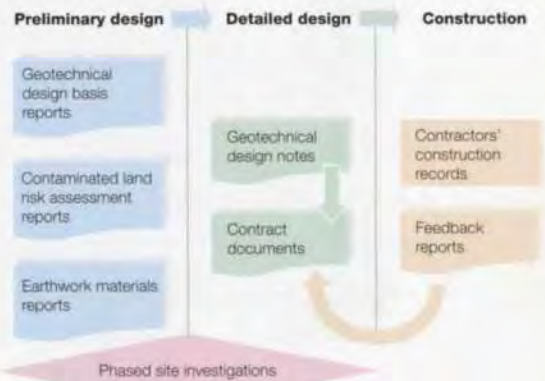 Preliminary design
Detailed design
Construction
Geotechnical
design basis
reports
Contaminated land
risk assessment
reports
Earthwork materials
reports
Geotechnical
design notes
Contract
documents
Contractors'
construction
records
Feedback
reports
Phased site investigations